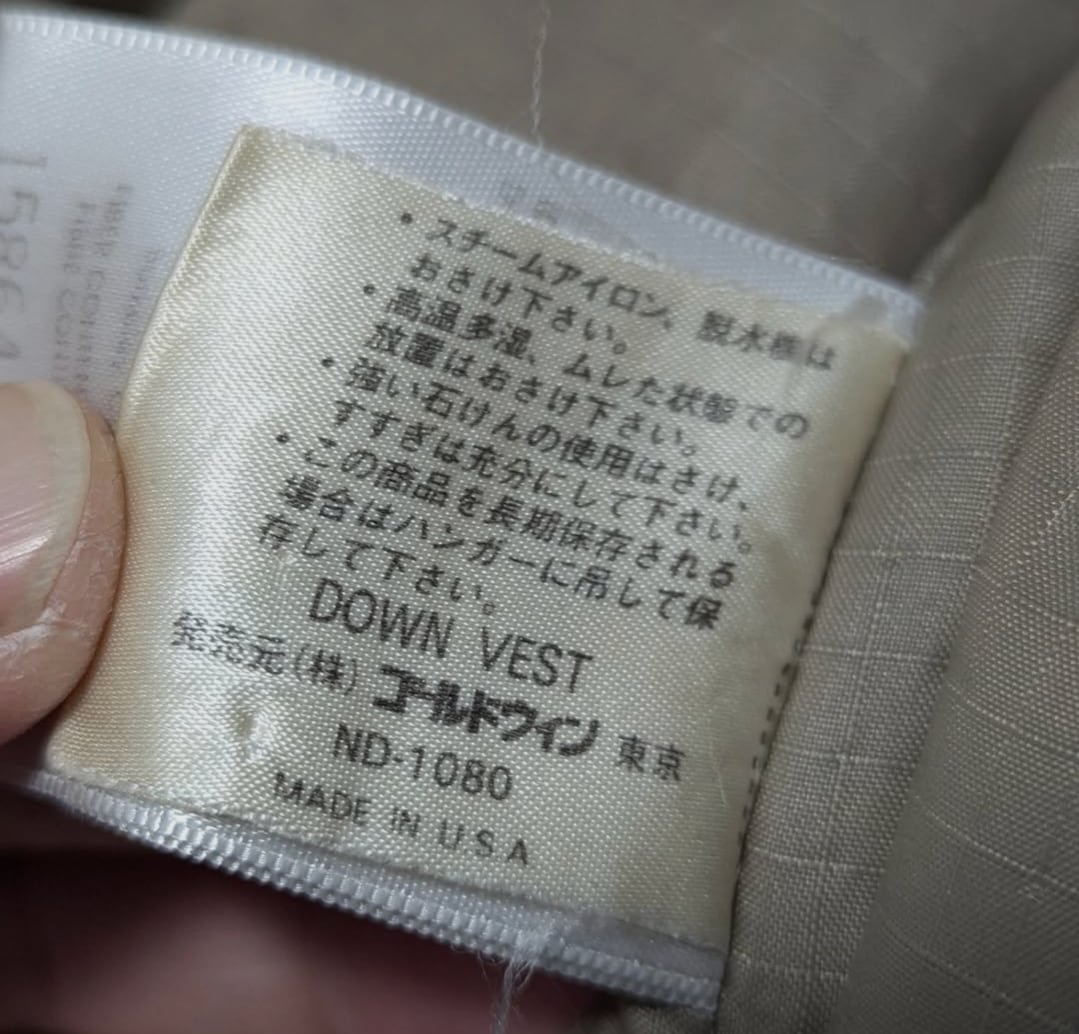 ・スチームアイロン、脱水機は
おさけ下さい。
・高温多湿、ムレた状態での
放置はおさけ下さい。
・強い石けんの使用はさけ、
すすぎは充分にして下さい。
・この商品を長期保存される
場合はハンガーに吊して保
存して下さい。
DOWN VEST
発売元(株)ゴールドウイン 東京
ND-1080
MADE IN U.S.A